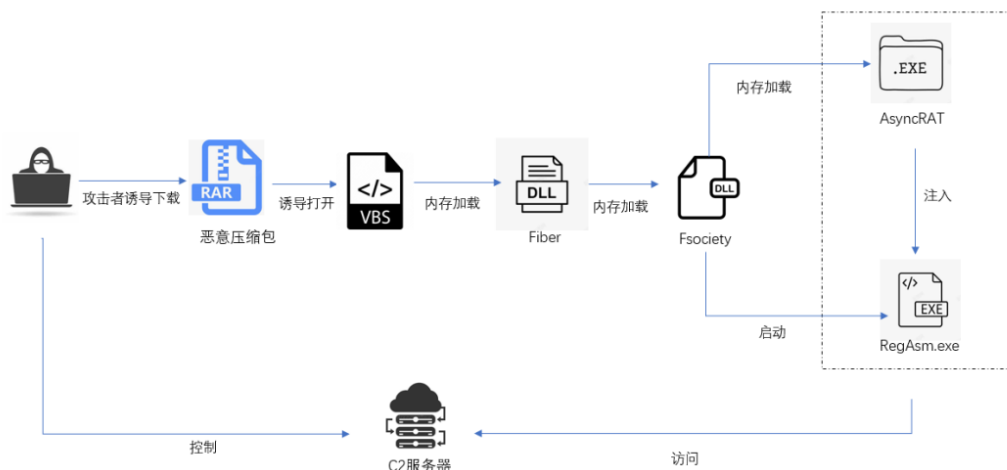 .EXE
内存加载
AsyncRAT
RAR
</>
VBS
DLL
DLL
攻击者诱导下载
诱导打开
内存加载
内存加载
注入
恶意压缩包
Fiber
Fsociety
</>
EXE
启动
RegAsm.exe
控制
C2服务器
访问